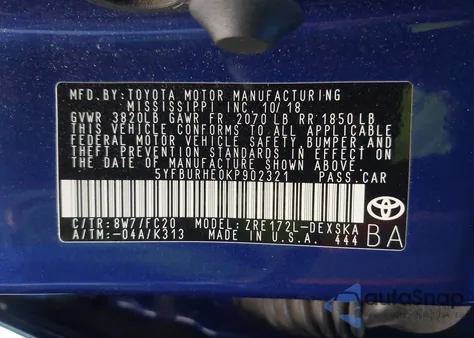 MFD.BY:TOYOTA MOTOR MANUFACTURING
MISSISSIPPI INC. 10/18
GVWR 3820LB GAWR FR 2070 LB RR 1850 LB
THIS VEHICLE CONFORMS TO ALL APPLICABLE
FEDERAL MOTOR VEHICLE SAFETY, BUMPER, AND
THEFT PREVENTION STANDARDS IN EFFECT ON
THE DATE OF MANUFACTURE SHOWN ABOVE.
5YFBURHE0KP902321 PASS.CAR
C/TR:8W7/FC20 MODEL:ZRE172L-DEXSKA
A/TM:-04A/K313 MADE IN U.S.A. 444
TOYOTA
BA
autoSnap